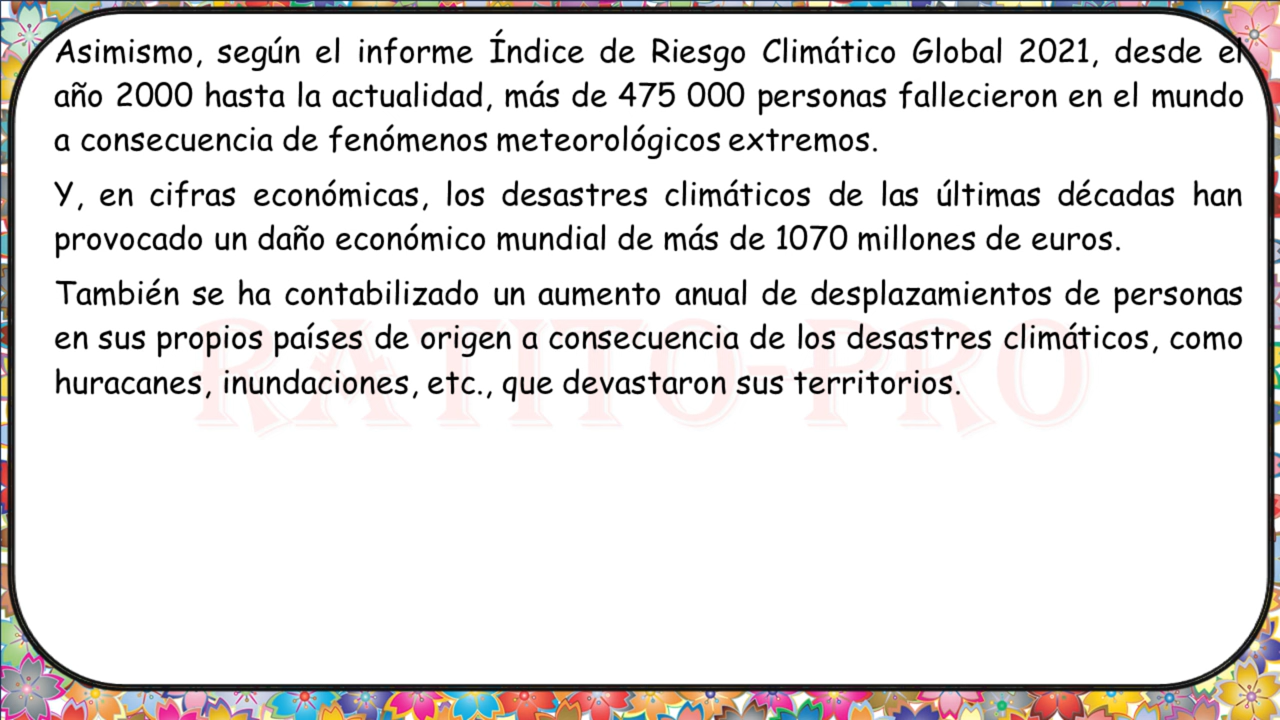 Asimismo, según el informe Índice de Riesgo Climático Global 2021, desde el
año 2000 hasta la actualidad, más de 475 000 personas fallecieron en el mundo
a consecuencia de fenómenos meteorológicos extremos.
Y, en cifras económicas, los desastres climáticos de las últimas décadas han
provocado un daño económico mundial de más de 1070 millones de euros.
También se ha contabilizado un aumento anual de desplazamientos de personas
en sus propios países de origen a consecuencia de los desastres climáticos, como
huracanes, inundaciones, etc., que devastaron sus territorios.
RATITO-PRO